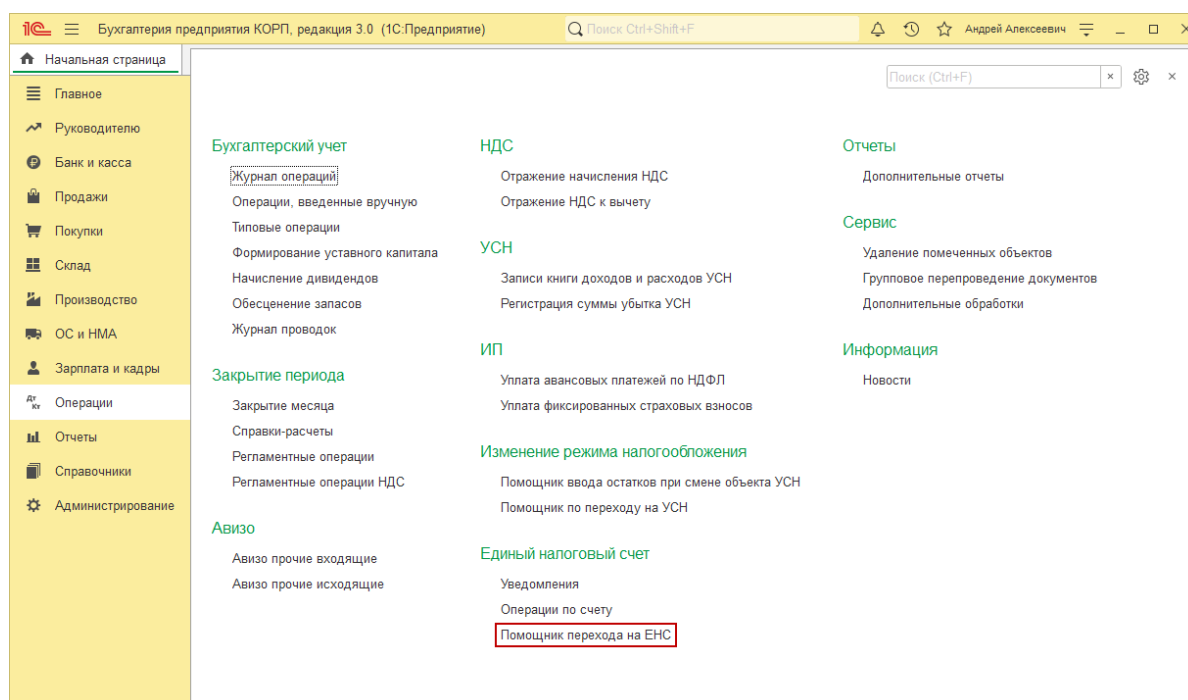 1С Бухгалтерия предприятия КОРП, редакция 3.0 (1С:Предприятие) Поиск Ctrl+Shift+F Андрей Алексеевич
Начальная страница
Поиск (Ctrl+F)
Главное
Руководителю
Банк и касса
Продажи
Покупки
Склад
Производство
ОС и НМА
Зарплата и кадры
Дт Кт Операции
Отчеты
Справочники
Администрирование
Бухгалтерский учет
Журнал операций
Операции, введенные вручную
Типовые операции
Формирование уставного капитала
Начисление дивидендов
Обесценение запасов
Журнал проводок
Закрытие периода
Закрытие месяца
Справки-расчеты
Регламентные операции
Регламентные операции НДС
Авизо
Авизо прочие входящие
Авизо прочие исходящие
НДС
Отражение начисления НДС
Отражение НДС к вычету
УСН
Записи книги доходов и расходов УСН
Регистрация суммы убытка УСН
ИП
Уплата авансовых платежей по НДФЛ
Уплата фиксированных страховых взносов
Изменение режима налогообложения
Помощник ввода остатков при смене объекта УСН
Помощник по переходу на УСН
Единый налоговый счет
Уведомления
Операции по счету
Помощник перехода на ЕНС
Отчеты
Дополнительные отчеты
Сервис
Удаление помеченных объектов
Групповое перепроведение документов
Дополнительные обработки
Информация
Новости